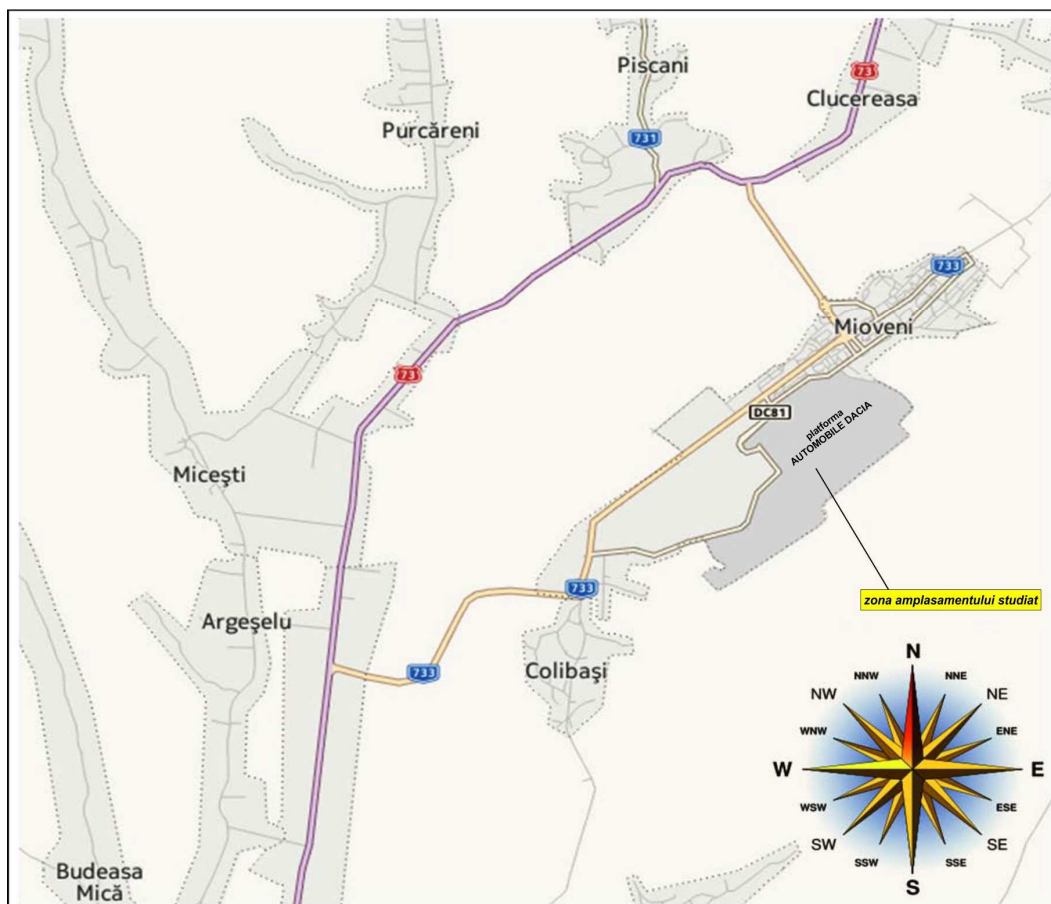 Piscani
73
Clucereasa
Purcăreni
731
733
Mioveni
73
DC81
platforma
AUTOMOBILE DACIA
Miceşti
733
zona amplasamentului studiat
Argeşelu
733
Colibaşi
N
NNW
NNE
NW
NE
WNW
ENE
W
E
WSW
ESE
SW
SE
SSW
SSE
S
Budeasa
Mică